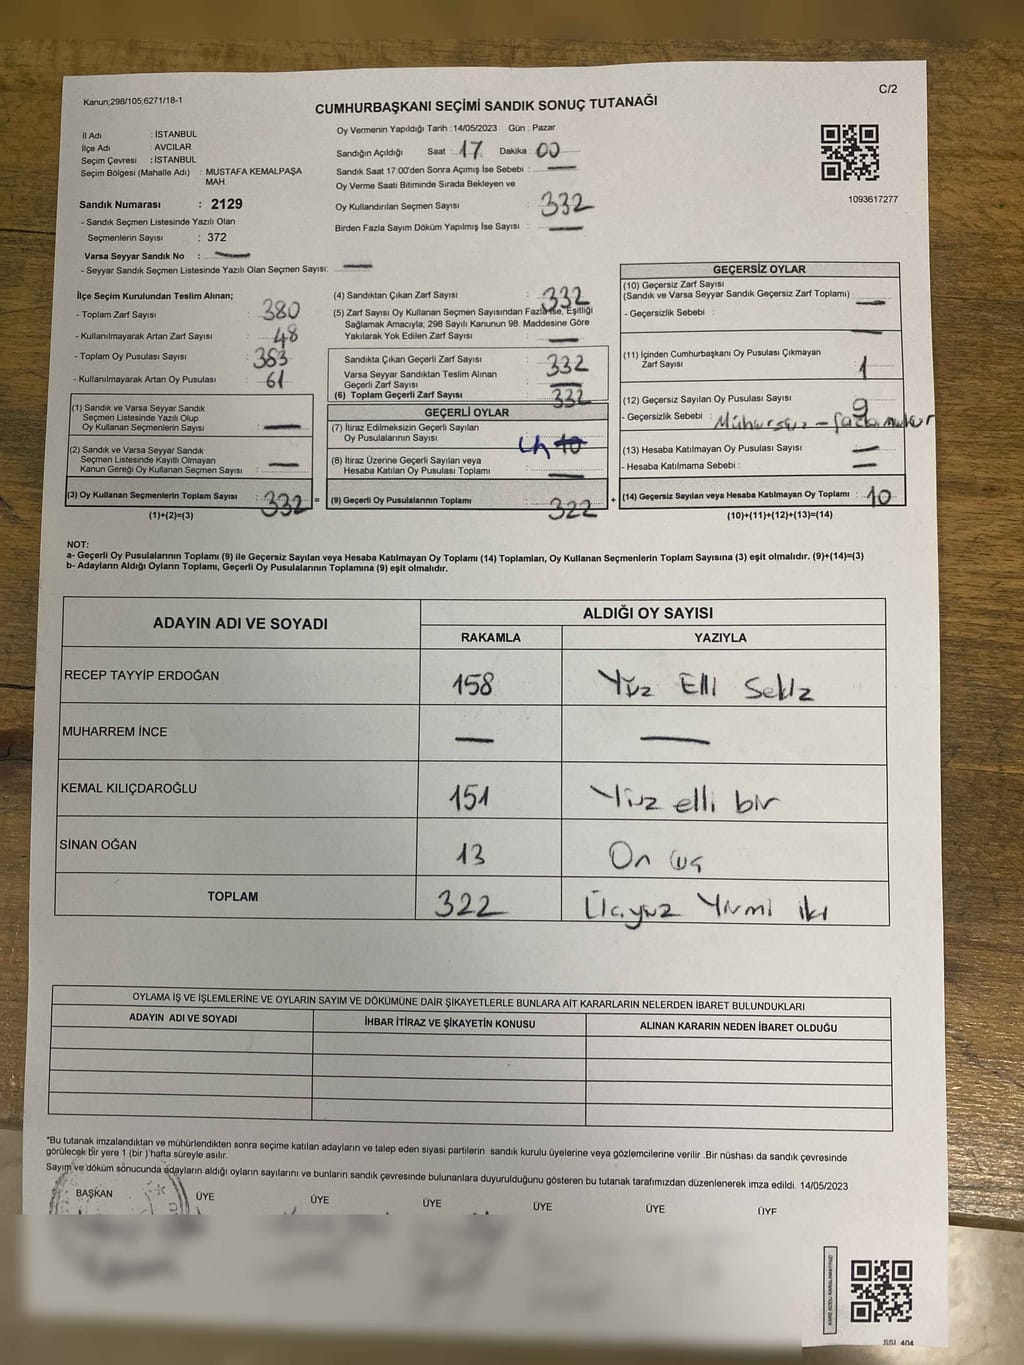 Kanun;298/105;6271/18-1
C/2
CUMHURBAŞKANI SEÇİMİ SANDIK SONUÇ TUTANAĞI
İl Adı : İSTANBUL
İlçe Adı : AVCILAR
Seçim Çevresi : İSTANBUL
Seçim Bölgesi (Mahalle Adı) : MUSTAFA KEMALPAŞA MAH.
Sandık Numarası : 2129
- Sandık Seçmen Listesinde Yazılı Olan
Seçmenlerin Sayısı : 372
Varsa Seyyar Sandık No : —
- Seyyar Sandık Seçmen Listesinde Yazılı Olan Seçmen Sayısı: —
Oy Vermenin Yapıldığı Tarih : 14/05/2023 Gün : Pazar
Sandığın Açıldığı Saat : 17 Dakika : 00
Sandık Saat 17:00'den Sonra Açımış İse Sebebi : —
Oy Verme Saati Bitiminde Sırada Bekleyen ve
Oy Kullandırılan Seçmen Sayısı : 332
Birden Fazla Sayım Döküm Yapılmış İse Sayısı : —
1093617277
İlçe Seçim Kurulundan Teslim Alınan;
- Toplam Zarf Sayısı : 380
- Kullanılmayarak Artan Zarf Sayısı : 48
- Toplam Oy Pusulası Sayısı : 383
- Kullanılmayarak Artan Oy Pusulası : 61
(1) Sandık ve Varsa Seyyar Sandık
Seçmen Listesinde Yazılı Olup
Oy Kullanan Seçmenlerin Sayısı : —
(2) Sandık ve Varsa Seyyar Sandık
Seçmen Listesinde Kayıtlı Olmayan
Kanun Gereği Oy Kullanan Seçmen Sayısı : —
(3) Oy Kullanan Seçmenlerin Toplam Sayısı : 332
(1)+(2)=(3)
(4) Sandıktan Çıkan Zarf Sayısı : 332
(5) Zarf Sayısı Oy Kullanan Seçmen Sayısından Fazla ise, Eşitliği
Sağlamak Amacıyla, 298 Sayılı Kanunun 98. Maddesine Göre
Yakılarak Yok Edilen Zarf Sayısı : —
Sandıkta Çıkan Geçerli Zarf Sayısı : 332
Varsa Seyyar Sandıktan Teslim Alınan
Geçerli Zarf Sayısı : —
(6) Toplam Geçerli Zarf Sayısı : 332
GEÇERLİ OYLAR
(7) İtiraz Edilmeksizin Geçerli Sayılan
Oy Pusulalarının Sayısı : 10
(8) İtiraz Üzerine Geçerli Sayılan veya
Hesaba Katılan Oy Pusulası Toplamı : —
= (9) Geçerli Oy Pusulalarının Toplamı : 322
GEÇERSİZ OYLAR
(10) Geçersiz Zarf Sayısı
(Sandık ve Varsa Seyyar Sandık Geçersiz Zarf Toplamı) : —
- Geçersizlik Sebebi : —
(11) İçinden Cumhurbaşkanı Oy Pusulası Çıkmayan
Zarf Sayısı : 1
(12) Geçersiz Sayılan Oy Pusulası Sayısı : 9
- Geçersizlik Sebebi : Mühürsüz - fazla mühür
(13) Hesaba Katılmayan Oy Pusulası Sayısı : —
- Hesaba Katılmama Sebebi : —
+ (14) Geçersiz Sayılan veya Hesaba Katılmayan Oy Toplamı : 10
(10)+(11)+(12)+(13)=(14)
NOT:
a- Geçerli Oy Pusulalarının Toplamı (9) ile Geçersiz Sayılan veya Hesaba Katılmayan Oy Toplamı (14) Toplamları, Oy Kullanan Seçmenlerin Toplam Sayısına (3) eşit olmalıdır. (9)+(14)=(3)
b- Adayların Aldığı Oyların Toplamı, Geçerli Oy Pusulalarının Toplamına (9) eşit olmalıdır.
ADAYIN ADI VE SOYADI
ALDIĞI OY SAYISI
RAKAMLA YAZIYLA
RECEP TAYYİP ERDOĞAN 158 Yüz Elli Sekiz
MUHARREM İNCE — —
KEMAL KILIÇDAROĞLU 151 Yüz elli bir
SİNAN OĞAN 13 On üç
TOPLAM 322 Üçyüz Yirmi iki
OYLAMA İŞ VE İŞLEMLERİNE VE OYLARIN SAYIM VE DÖKÜMÜNE DAİR ŞİKAYETLERLE BUNLARA AİT KARARLARIN NELERDEN İBARET BULUNDUKLARI
ADAYIN ADI VE SOYADI İHBAR İTİRAZ VE ŞİKAYETİN KONUSU ALINAN KARARIN NEDEN İBARET OLDUĞU
*Bu tutanak imzalandıktan ve mühürlendikten sonra seçime katılan adayların ve talep eden siyasi partilerin sandık kurulu üyelerine veya gözlemcilerine verilir .Bir nüshası da sandık çevresinde
görülecek bir yere 1 (bir ) hafta süreyle asılır.
Sayım ve döküm sonucunda adayların aldığı oyların sayılarını ve bunların sandık çevresinde bulunanlara duyurulduğunu gösteren bu tutanak tarafımızdan düzenlenerek imza edildi. 14/05/2023
BAŞKAN ÜYE ÜYE ÜYE ÜYE ÜYE ÜYE
KARE KODU KARALAMAYINIZ!
SSL 404